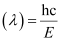 (λ) = hc/E